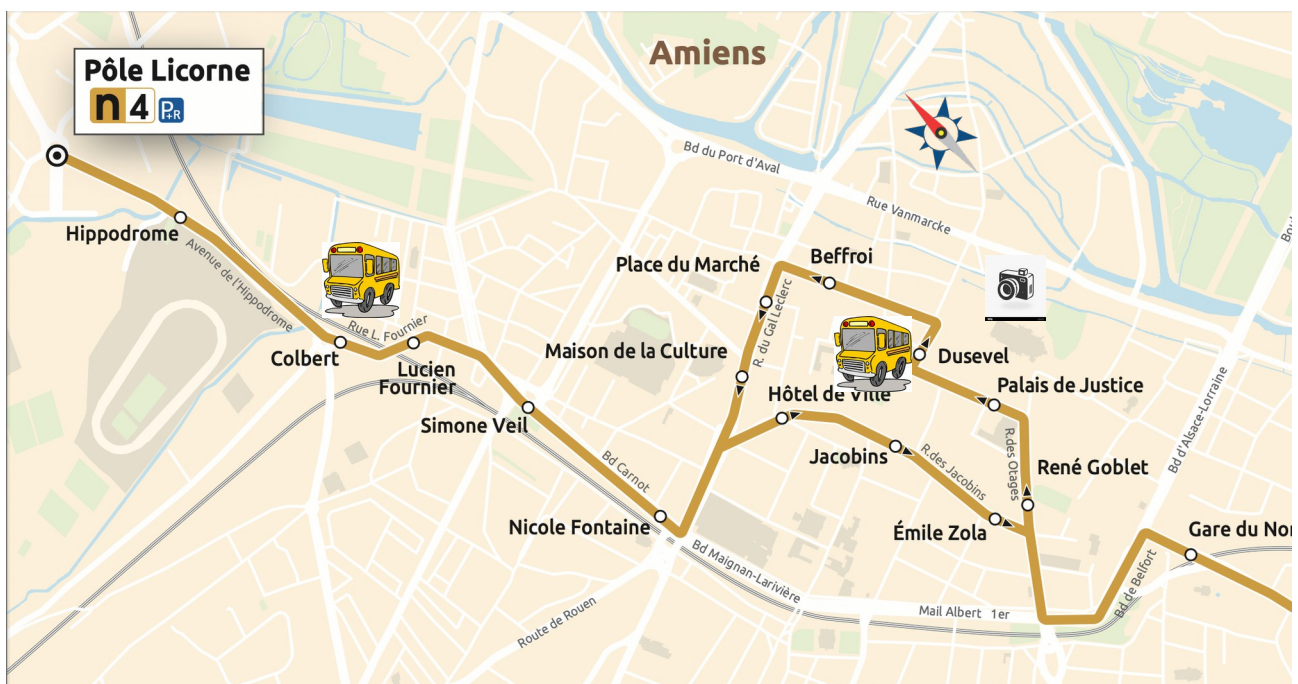 Amiens
Pôle Licorne
n 4 P+R
Bd du Port d'Aval
Rue Vanmarcke
Hippodrome
Avenue de l'Hippodrome
Beffroi
Place du Marché
R. du Gal Leclerc
Rue L. Fournier
Colbert
Lucien
Fournier
Maison de la Culture
Dusevel
Palais de Justice
Hôtel de Ville
Simone Veil
Bd d'Alsace-Lorraine
Jacobins
R.des Jacobins
R.des Otages
René Goblet
Bd Carnot
Nicole Fontaine
Émile Zola
Gare du Nor
Bd Maignan-Larivière
Bd de Belfort
Route de Rouen
Mail Albert 1er